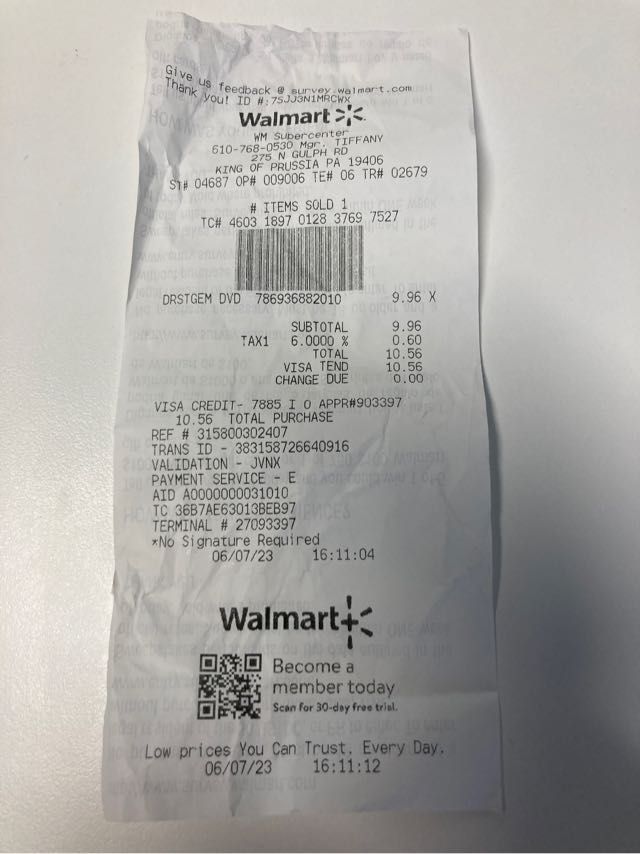 Give us feedback @ survey.walmart.com
Thank you! ID #:7SJJ3N1MRCWX
Walmart
WM Supercenter
610-768-0530 Mgr. TIFFANY
275 N GULPH RD
KING OF PRUSSIA PA 19406
ST# 04687 OP# 009006 TE# 06 TR# 02679
# ITEMS SOLD 1
TC# 4603 1897 0128 3769 7527
DRSTGEM DVD 786936882010 9.96 X
SUBTOTAL 9.96
TAX1 6.0000 % 0.60
TOTAL 10.56
VISA TEND 10.56
CHANGE DUE 0.00
VISA CREDIT- 7885 I 0 APPR#903397
10.56 TOTAL PURCHASE
REF # 315800302407
TRANS ID - 383158726640916
VALIDATION - JVNX
PAYMENT SERVICE - E
AID A0000000031010
TC 36B7AE63013BEB97
TERMINAL # 27093397
*No Signature Required
06/07/23 16:11:04
Walmart+
Become a
member today
Scan for 30-day free trial.
Low prices You Can Trust. Every Day.
06/07/23 16:11:12